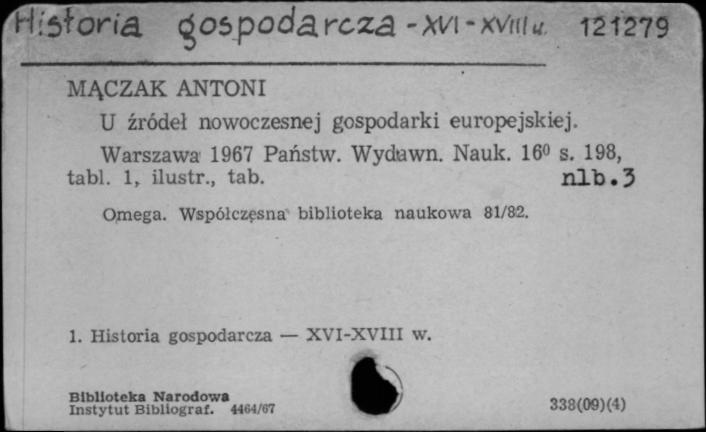 Historia gospodarcza - XVI - XVIII w. 121279
MĄCZAK ANTONI
U źródeł nowoczesnej gospodarki europejskiej.
Warszawa 1967 Państw. Wydawn. Nauk. 16⁰ s. 198,
tabl. 1, ilustr., tab. nlb.3
Omega. Współczesna biblioteka naukowa 81/82.
1. Historia gospodarcza — XVI-XVIII w.
Biblioteka Narodowa
Instytut Bibliograf. 4464/67 338(09)(4)